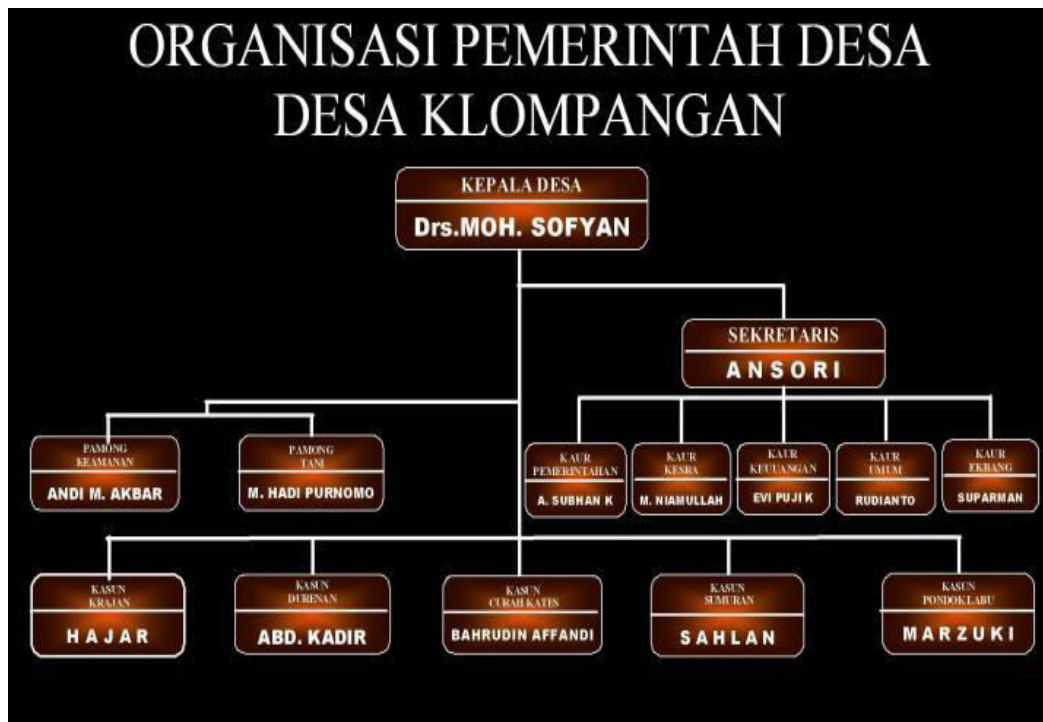 ORGANISASI PEMERINTAH DESA
DESA KLOMPANGAN
KEPALA DESA
Drs.MOH. SOFYAN
SEKRETARIS
ANSORI
PAMONG
KEAMANAN
ANDI M. AKBAR
PAMONG
TANI
M. HADI PURNOMO
KAUR
PEMERINTAHAN
A. SUBHAN K
KAUR
KESRA
M. NIAMULLAH
KAUR
KEUUANGAN
EVI PUJI K
KAUR
UMUM
RUDIANTO
KAUR
EKBANG
SUPARMAN
KASUN
KRAJAN
HAJAR
KASUN
DURENAN
ABD. KADIR
KASUN
CURAH KATES
BAHRUDIN AFFANDI
KASUN
SUMURAN
SAHLAN
KASUN
PONDOK LABU
MARZUKI